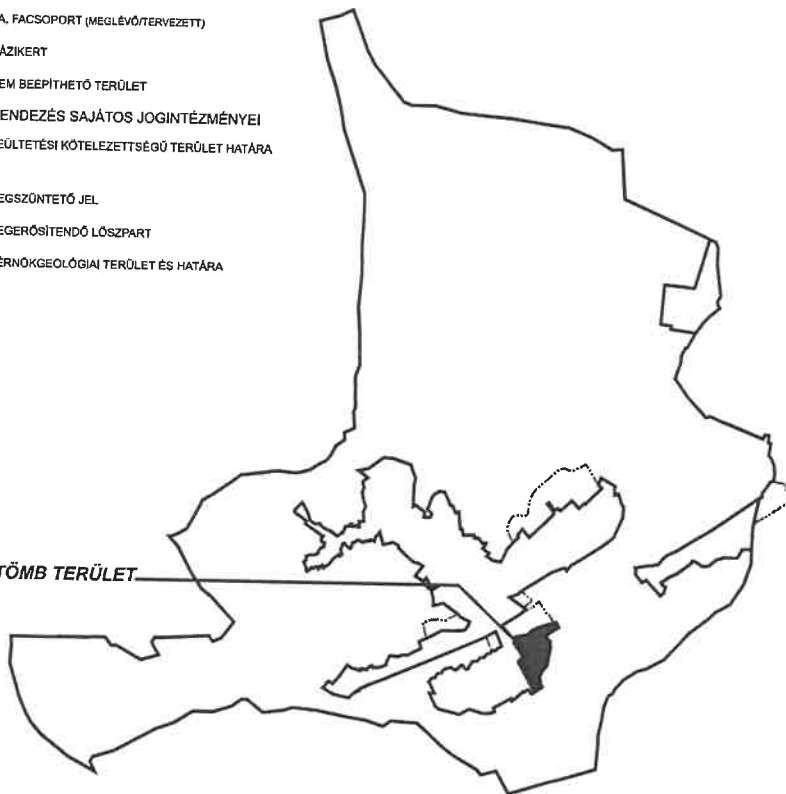 A, FACSOPORT (MEGLÉVŐ/TERVEZETT)
ÁZIKERT
EM BEÉPÍTHETŐ TERÜLET
ENDEZÉS SAJÁTOS JOGINTÉZMÉNYEI
EÜLTETÉSI KÖTELEZETTSÉGŰ TERÜLET HATÁRA
EGSZÜNTETŐ JEL
EGERŐSÍTENDŐ LÖSZPART
ÉRNÖKGEOLÓGIAI TERÜLET ÉS HATÁRA
TÖMB TERÜLET